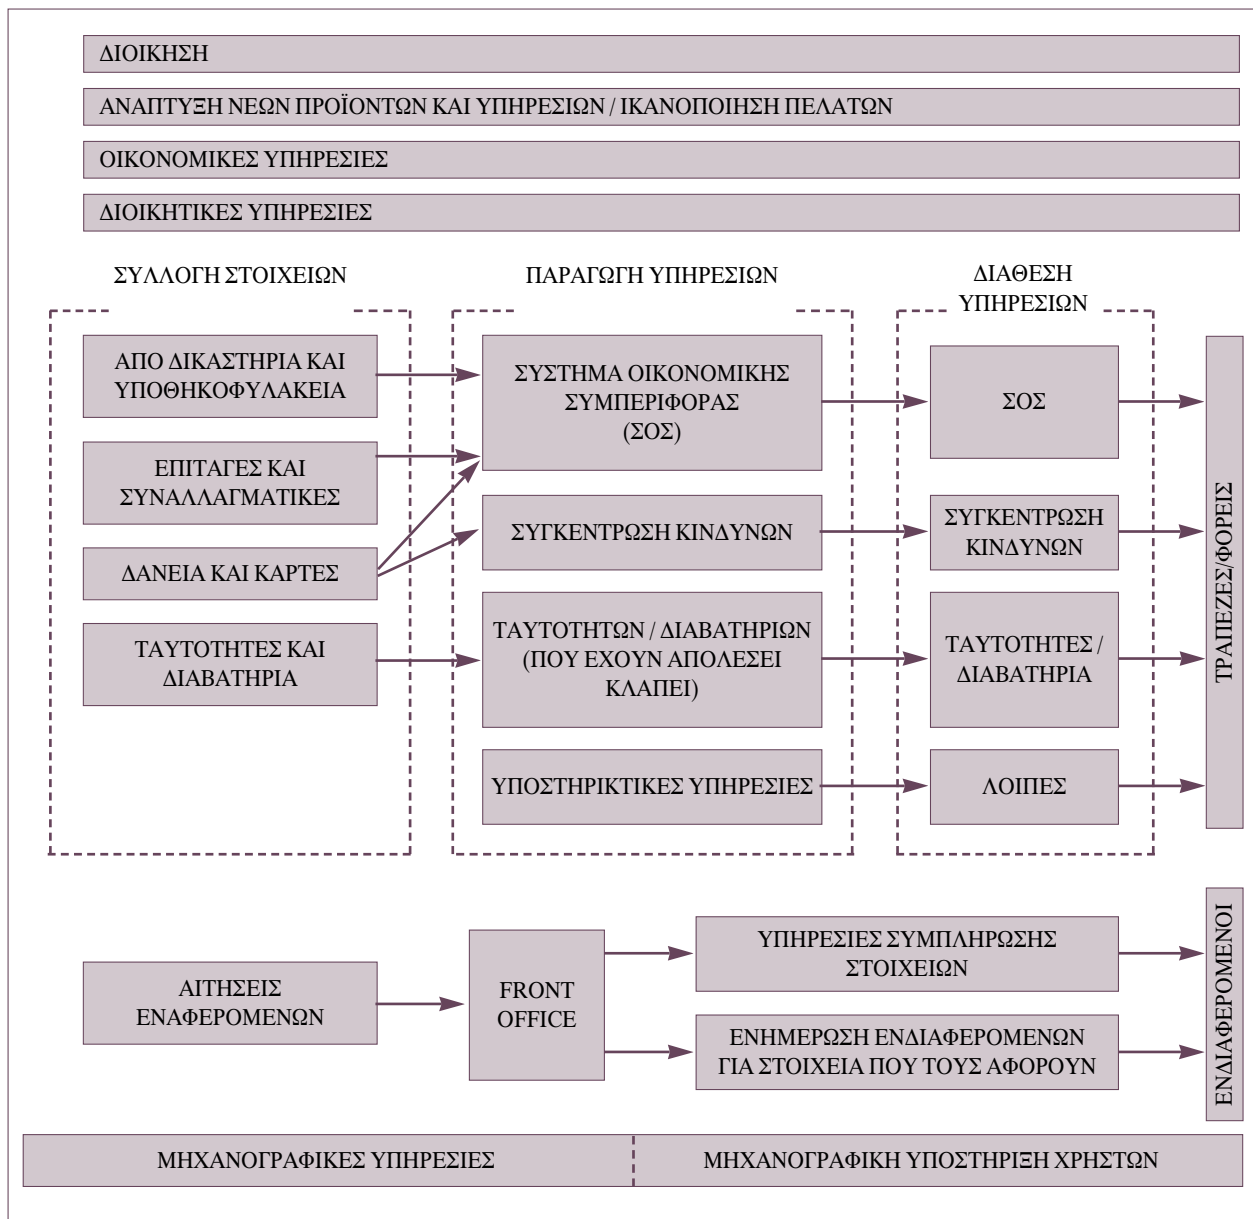 ΔΙΟΙΚΗΣΗ
ΑΝΑΠΤΥΞΗ ΝΕΩΝ ΠΡΟΪΟΝΤΩΝ ΚΑΙ ΥΠΗΡΕΣΙΩΝ / ΙΚΑΝΟΠΟΙΗΣΗ ΠΕΛΑΤΩΝ
ΟΙΚΟΝΟΜΙΚΕΣ ΥΠΗΡΕΣΙΕΣ
ΔΙΟΙΚΗΤΙΚΕΣ ΥΠΗΡΕΣΙΕΣ
ΣΥΛΛΟΓΗ ΣΤΟΙΧΕΙΩΝ
ΑΠΟ ΔΙΚΑΣΤΗΡΙΑ ΚΑΙ
ΥΠΟΘΗΚΟΦΥΛΑΚΕΙΑ
ΕΠΙΤΑΓΕΣ ΚΑΙ
ΣΥΝΑΛΛΑΓΜΑΤΙΚΕΣ
ΔΑΝΕΙΑ ΚΑΙ ΚΑΡΤΕΣ
ΤΑΥΤΟΤΗΤΕΣ ΚΑΙ
ΔΙΑΒΑΤΗΡΙΑ
ΠΑΡΑΓΩΓΗ ΥΠΗΡΕΣΙΩΝ
ΣΥΣΤΗΜΑ ΟΙΚΟΝΟΜΙΚΗΣ
ΣΥΜΠΕΡΙΦΟΡΑΣ
(ΣΟΣ)
ΣΥΓΚΕΝΤΡΩΣΗ ΚΙΝΔΥΝΩΝ
ΤΑΥΤΟΤΗΤΩΝ / ΔΙΑΒΑΤΗΡΙΩΝ
(ΠΟΥ ΕΧΟΥΝ ΑΠΟΛΕΣΕΙ
ΚΛΑΠΕΙ)
ΥΠΟΣΤΗΡΙΚΤΙΚΕΣ ΥΠΗΡΕΣΙΕΣ
ΔΙΑΘΕΣΗ
ΥΠΗΡΕΣΙΩΝ
ΣΟΣ
ΣΥΓΚΕΝΤΡΩΣΗ
ΚΙΝΔΥΝΩΝ
ΤΑΥΤΟΤΗΤΕΣ /
ΔΙΑΒΑΤΗΡΙΑ
ΛΟΙΠΕΣ
ΤΡΑΠΕΖΕΣ/ΦΟΡΕΙΣ
ΑΙΤΗΣΕΙΣ
ΕΝΑΦΕΡΟΜΕΝΩΝ
FRONT
OFFICE
ΥΠΗΡΕΣΙΕΣ ΣΥΜΠΛΗΡΩΣΗΣ
ΣΤΟΙΧΕΙΩΝ
ΕΝΗΜΕΡΩΣΗ ΕΝΔΙΑΦΕΡΟΜΕΝΩΝ
ΓΙΑ ΣΤΟΙΧΕΙΑ ΠΟΥ ΤΟΥΣ ΑΦΟΡΟΥΝ
ΕΝΔΙΑΦΕΡΟΜΕΝΟΙ
ΜΗΧΑΝΟΓΡΑΦΙΚΕΣ ΥΠΗΡΕΣΙΕΣ
ΜΗΧΑΝΟΓΡΑΦΙΚΗ ΥΠΟΣΤΗΡΙΞΗ ΧΡΗΣΤΩΝ